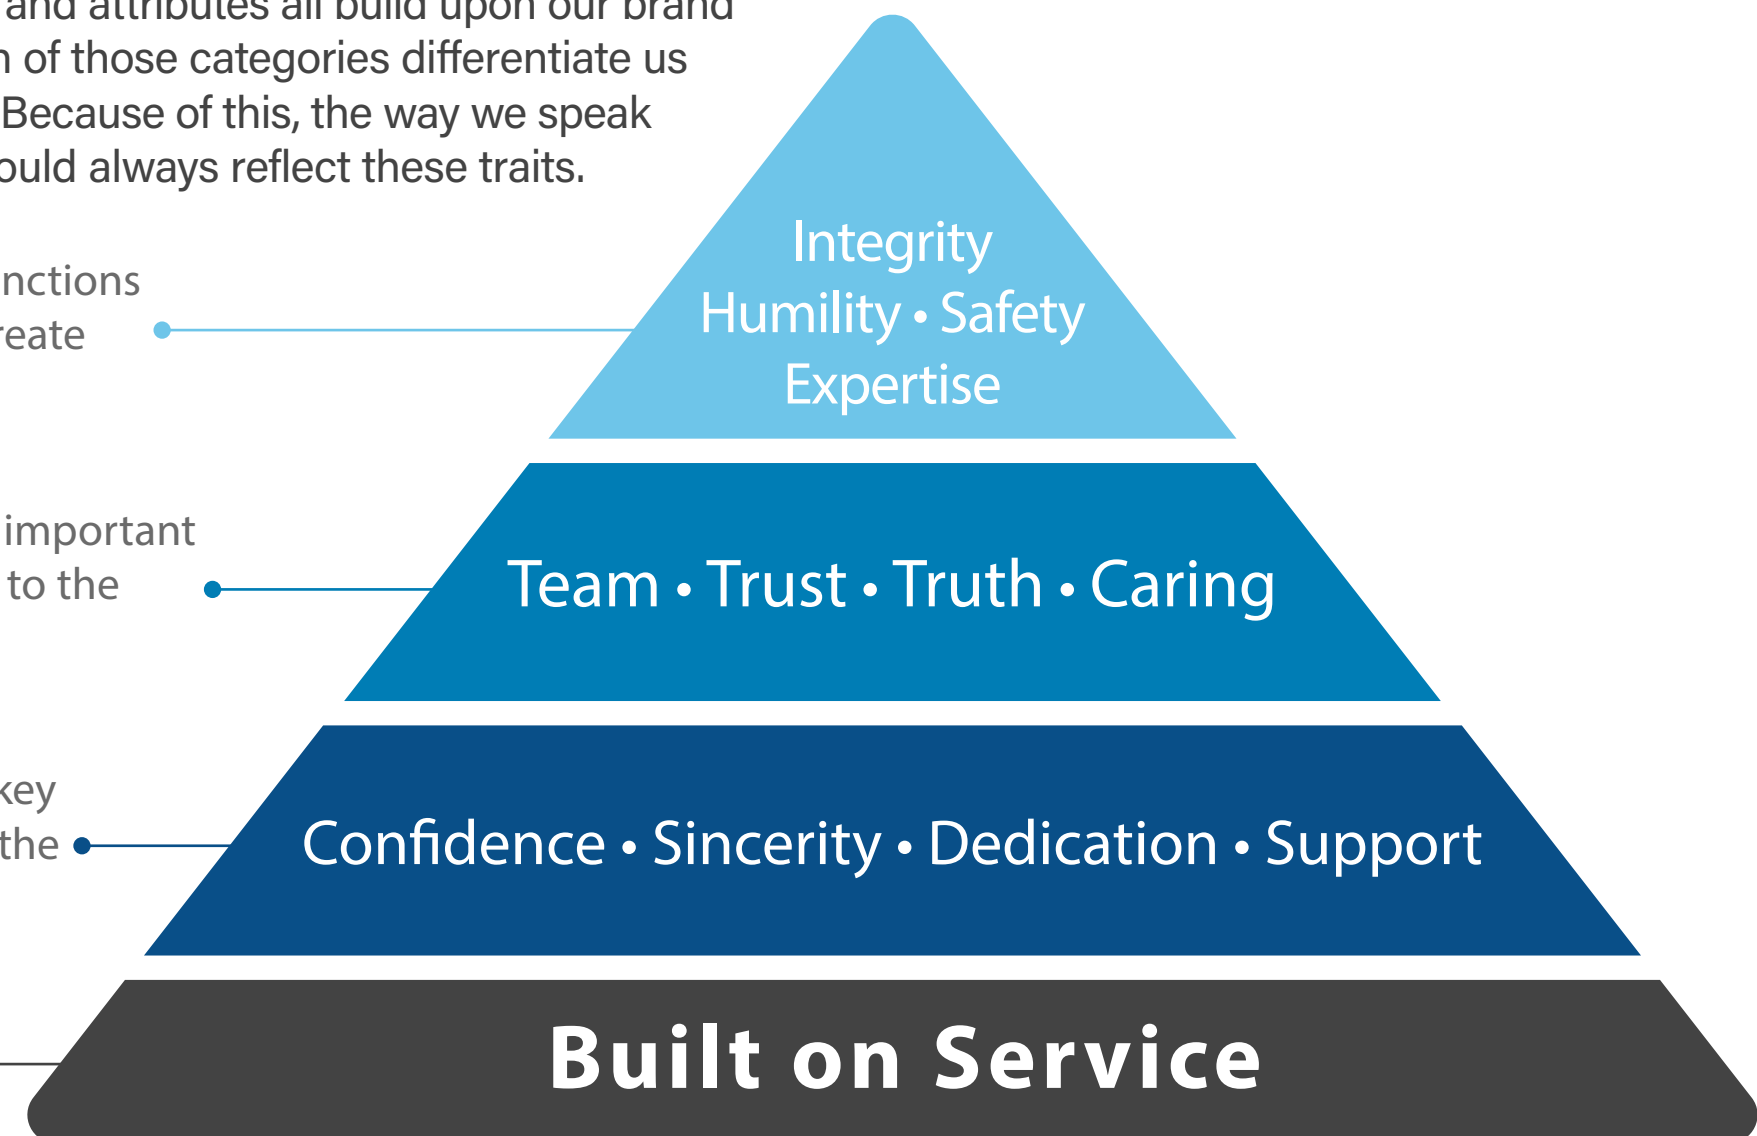 and attributes all build upon our brand
of those categories differentiate us
Because of this, the way we speak
always reflect these traits.
Integrity
Humility • Safety
Expertise
reate
important
to the
Team • Trust • Truth • Caring
key
the
Confidence • Sincerity • Dedication • Support
Built on Service